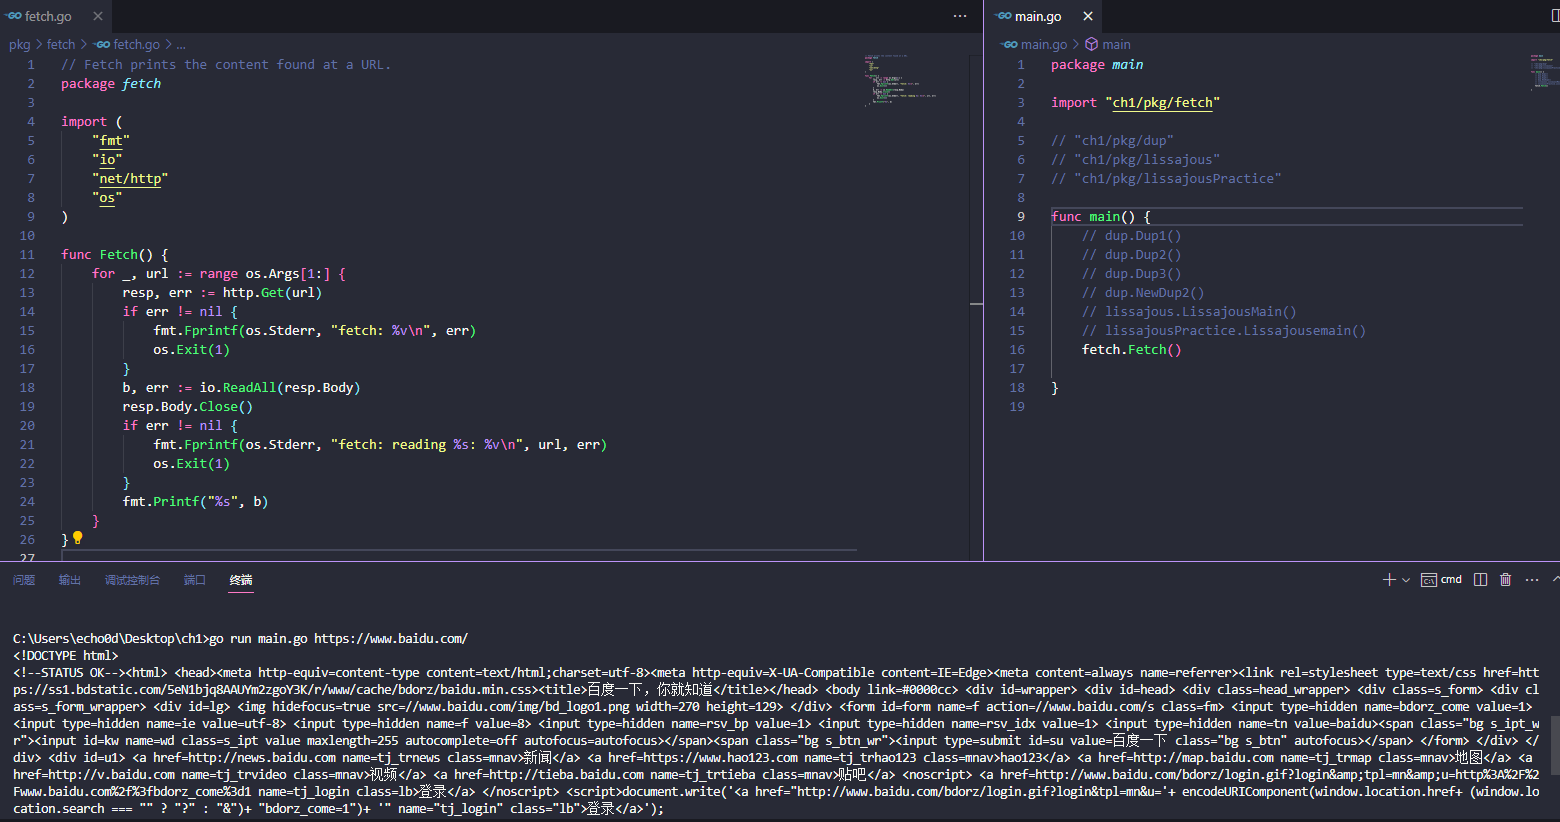 fetch.go
pkg > fetch > fetch.go > ...
1 // Fetch prints the content found at a URL.
2 package fetch
3
4 import (
5 "fmt"
6 "io"
7 "net/http"
8 "os"
9 )
10
11 func Fetch() {
12 for _, url := range os.Args[1:] {
13 resp, err := http.Get(url)
14 if err != nil {
15 fmt.Fprintf(os.Stderr, "fetch: %v\n", err)
16 os.Exit(1)
17 }
18 b, err := io.ReadAll(resp.Body)
19 resp.Body.Close()
20 if err != nil {
21 fmt.Fprintf(os.Stderr, "fetch: reading %s: %v\n", url, err)
22 os.Exit(1)
23 }
24 fmt.Printf("%s", b)
25 }
26 }
27
main.go
main.go > main
1 package main
2
3 import "ch1/pkg/fetch"
4
5 // "ch1/pkg/dup"
6 // "ch1/pkg/lissajous"
7 // "ch1/pkg/lissajousPractice"
8
9 func main() {
10 // dup.Dup1()
11 // dup.Dup2()
12 // dup.Dup3()
13 // dup.NewDup2()
14 // lissajous.LissajousMain()
15 // lissajousPractice.Lissajousemain()
16 fetch.Fetch()
17
18 }
19
问题 输出 调试控制台 端口 终端
cmd
C:\Users\echo0d\Desktop\ch1>go run main.go https://www.baidu.com/
<!DOCTYPE html>
<!--STATUS OK--><html> <head><meta http-equiv=content-type content=text/html;charset=utf-8><meta http-equiv=X-UA-Compatible content=IE-Edge><meta content=always name=referrer><link rel=stylesheet type=text/css href=htt
ps://ss1.bdstatic.com/5eN1bjq8AAUYm2zgoY3K/r/www/cache/bdorz/baidu.min.css><title>百度一下，你就知道</title></head> <body link=#0000cc> <div id=wrapper> <div id=head> <div class=head_wrapper> <div class=s_form> <div cl
ass=s_form_wrapper> <div id=lg> <img hidefocus=true src=//www.baidu.com/img/bd_logo1.png width=270 height=129> </div> <form id=form name=f action=//www.baidu.com/s class=fm> <input type=hidden name=bdorz_come value=1>
<input type=hidden name=ie value=utf-8> <input type=hidden name=f value=8> <input type=hidden name=rsv_bp value=1> <input type=hidden name=rsv_idx value=1> <input type=hidden name=tn value=baidu><span class="bg s_ipt_w
r"><input id=kw name=wd class=s_ipt value maxlength=255 autocomplete=off autofocus=autofocus></span><span class="bg s_btn_wr"><input type=submit id=su value=百度一下 class="bg s_btn" autofocus></span> </form> </div> </
div> <div id=u1> <a href=http://news.baidu.com name=tj_trnews class=mnav>新闻</a> <a href=https://www.hao123.com name=tj_trhao123 class=mnav>hao123</a> <a href=http://map.baidu.com name=tj_trmap class=mnav>地图</a> <a
href=http://v.baidu.com name=tj_trvideo class=mnav>视频</a> <a href=http://tieba.baidu.com name=tj_trtieba class=mnav>贴吧</a> <noscript> <a href=http://www.baidu.com/bdorz/login.gif?login&amp;tpl=mn&amp;u=http%3A%2F%2
Fwww.baidu.com%2f%3fbdorz_come%3d1 name=tj_login class=lb>登录</a> </noscript> <script>document.write('<a href="http://www.baidu.com/bdorz/login.gif?login&tpl=mn&u='+ encodeURIComponent(window.location.href+ (window.lo
cation.search === "" ? "?" : "&")+ "bdorz_come=1")+ '" name="tj_login" class="lb">登录</a>');